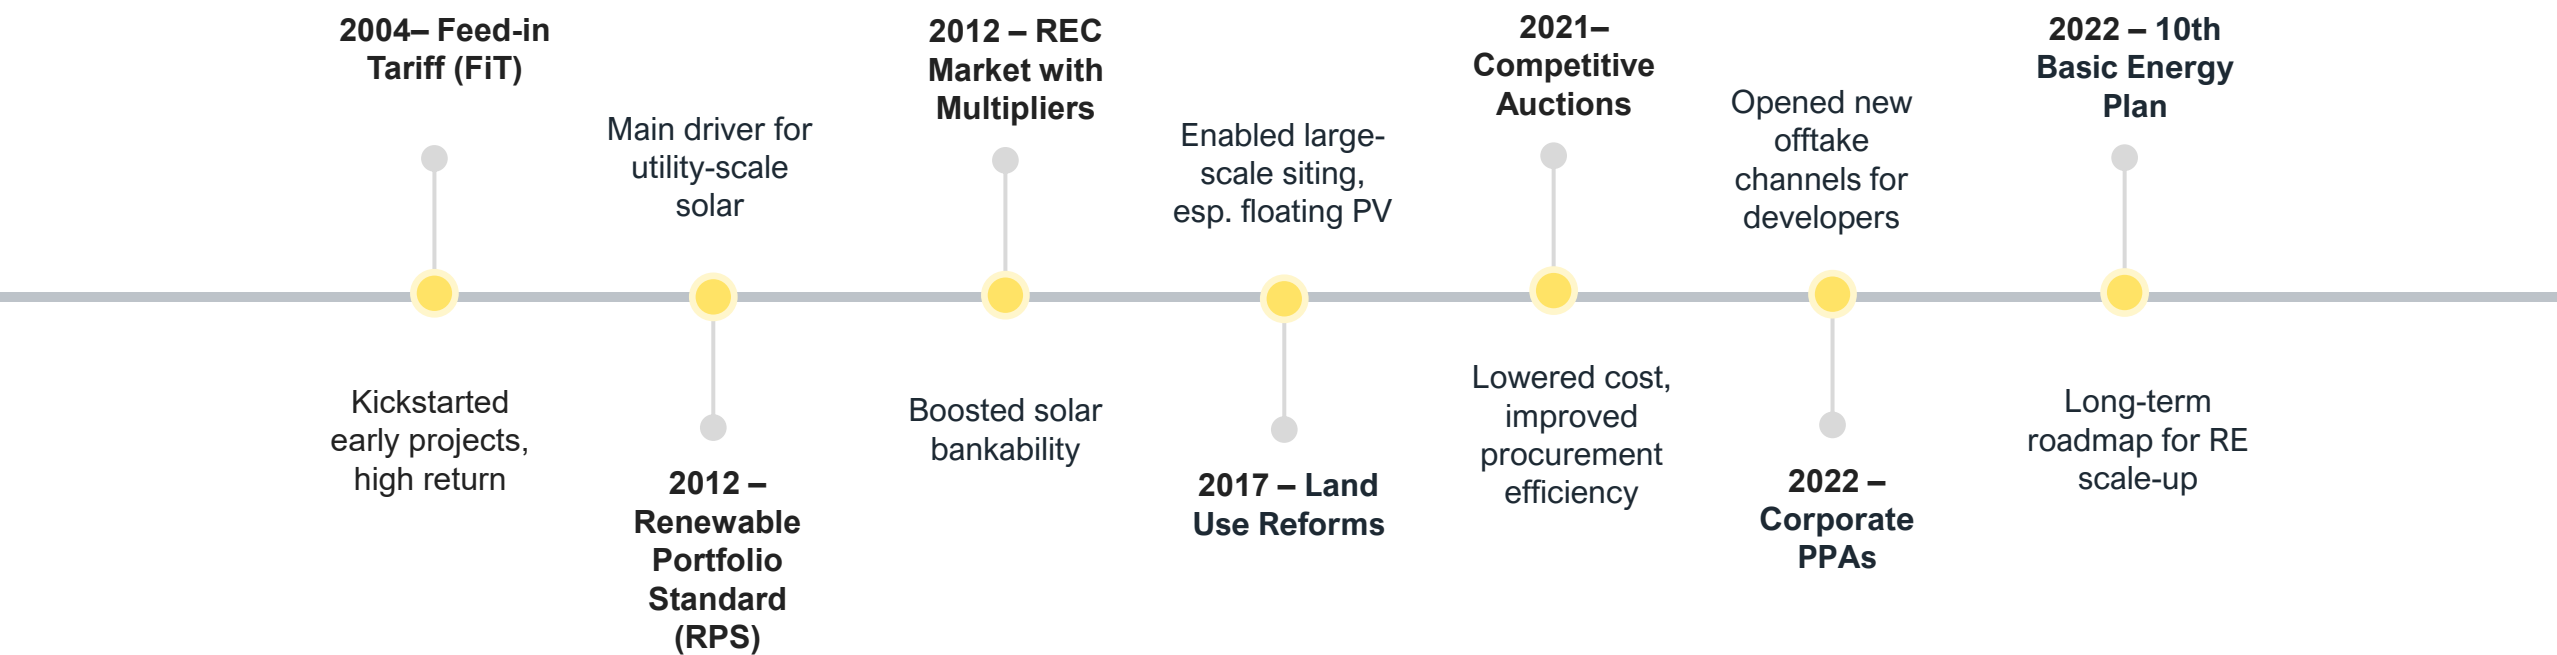 2004– Feed-in
Tariff (FiT)
Kickstarted
early projects,
high return
Main driver for
utility-scale
solar
2012 –
Renewable
Portfolio
Standard
(RPS)
2012 – REC
Market with
Multipliers
Boosted solar
bankability
Enabled large-
scale siting,
esp. floating PV
2017 – Land
Use Reforms
2021–
Competitive
Auctions
Lowered cost,
improved
procurement
efficiency
Opened new
offtake
channels for
developers
2022 –
Corporate
PPAs
2022 – 10th
Basic Energy
Plan
Long-term
roadmap for RE
scale-up